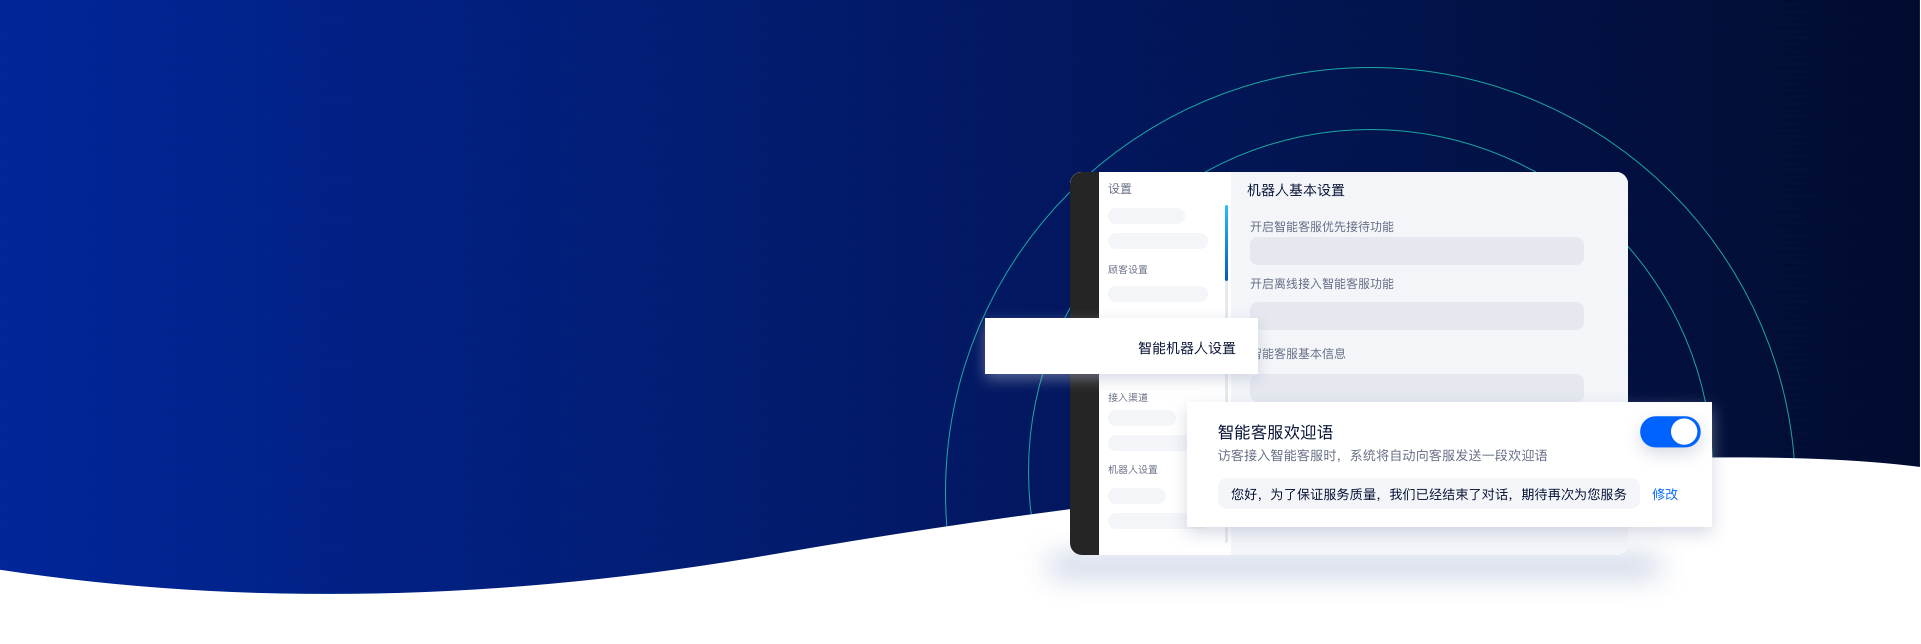 设置
顾客设置
智能机器人设置
接入渠道
机器人设置
机器人基本设置
开启智能客服优先接待功能
开启离线接入智能客服功能
能客服基本信息
智能客服欢迎语
访客接入智能客服时，系统将自动向客服发送一段欢迎语
您好，为了保证服务质量，我们已经结束了对话，期待再次为您服务
修改